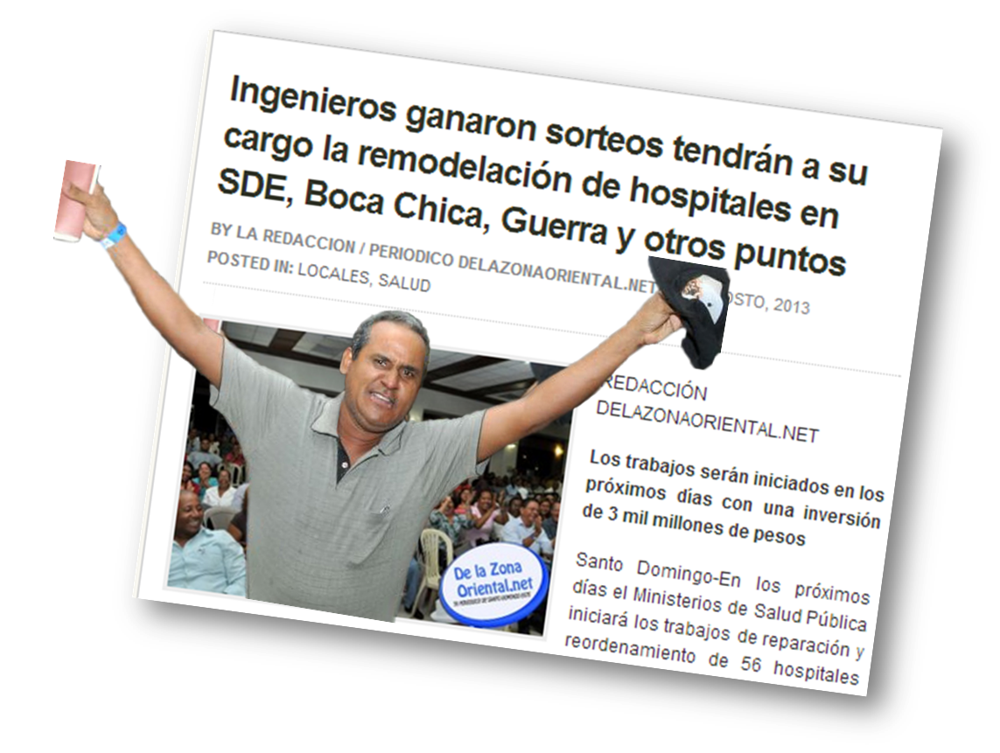 Ingenieros ganaron sorteos tendrán a su
cargo la remodelación de hospitales en
SDE, Boca Chica, Guerra y otros puntos
BY LA REDACCION / PERIODICO DELAZONAORIENTAL.NET OSTO, 2013
POSTED IN: LOCALES, SALUD
REDACCIÓN
DELAZONAORIENTAL.NET
Los trabajos serán iniciados en los
próximos días con una inversión
de 3 mil millones de pesos
Santo Domingo-En los próximos
días el Ministerios de Salud Pública
iniciará los trabajos de reparación y
reordenamiento de 56 hospitales
De la Zona
Oriental.net